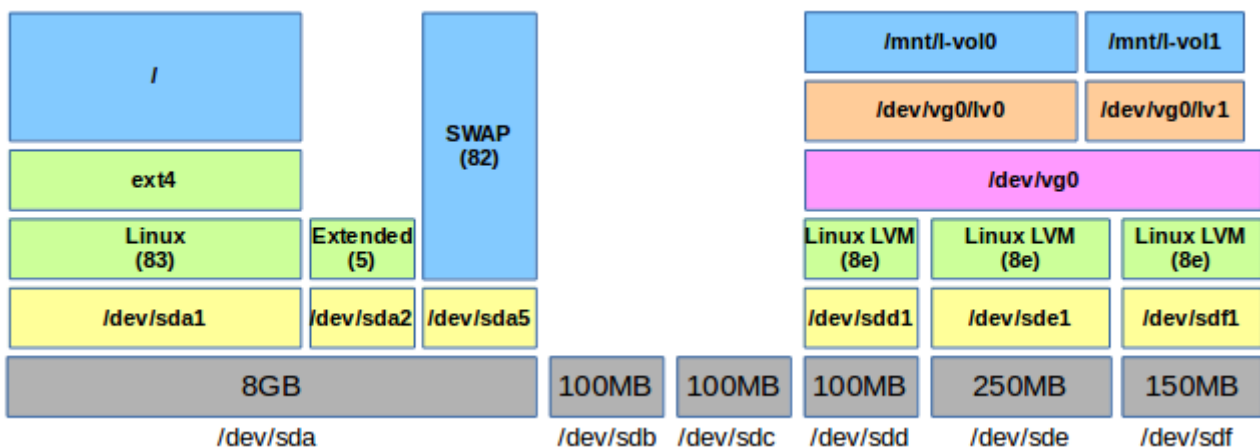 /
/mnt/l-vol0
/mnt/l-vol1
SWAP
(82)
/dev/vg0/lv0
/dev/vg0/lv1
ext4
/dev/vg0
Linux
(83)
Extended
(5)
Linux LVM
(8e)
Linux LVM
(8e)
Linux LVM
(8e)
/dev/sda1
/dev/sda2
/dev/sda5
/dev/sdd1
/dev/sde1
/dev/sdf1
8GB
100MB
100MB
100MB
250MB
150MB
/dev/sda
/dev/sdb
/dev/sdc
/dev/sdd
/dev/sde
/dev/sdf